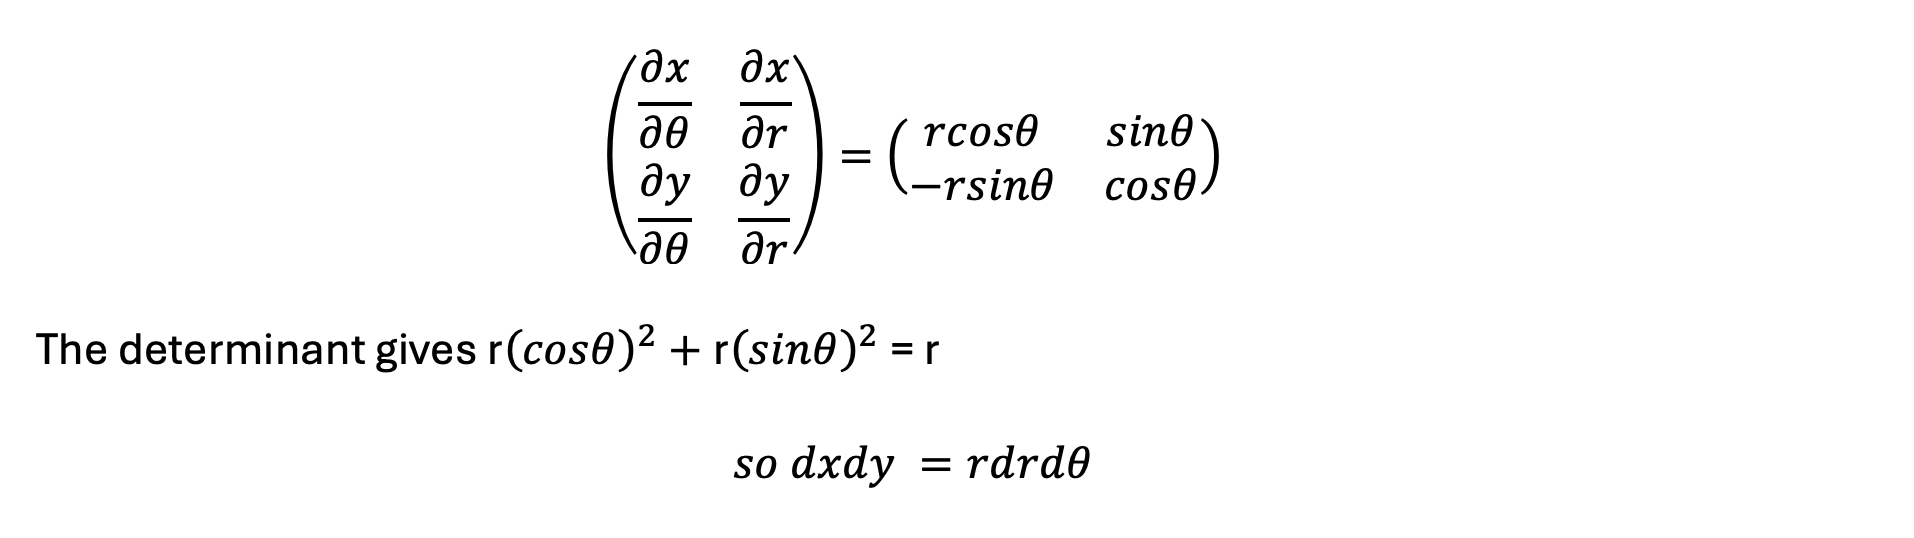 (∂x/∂θ ∂x/∂r ∂y/∂θ ∂y/∂r) = (rcosθ sinθ −rsinθ cosθ)
The determinant gives r(cosθ)² + r(sinθ)² = r
so dxdy = rdrdθ